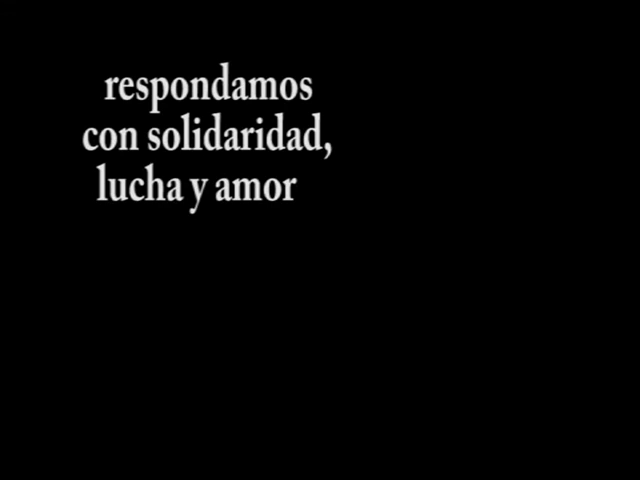 respondamos
con solidaridad,
lucha y amor